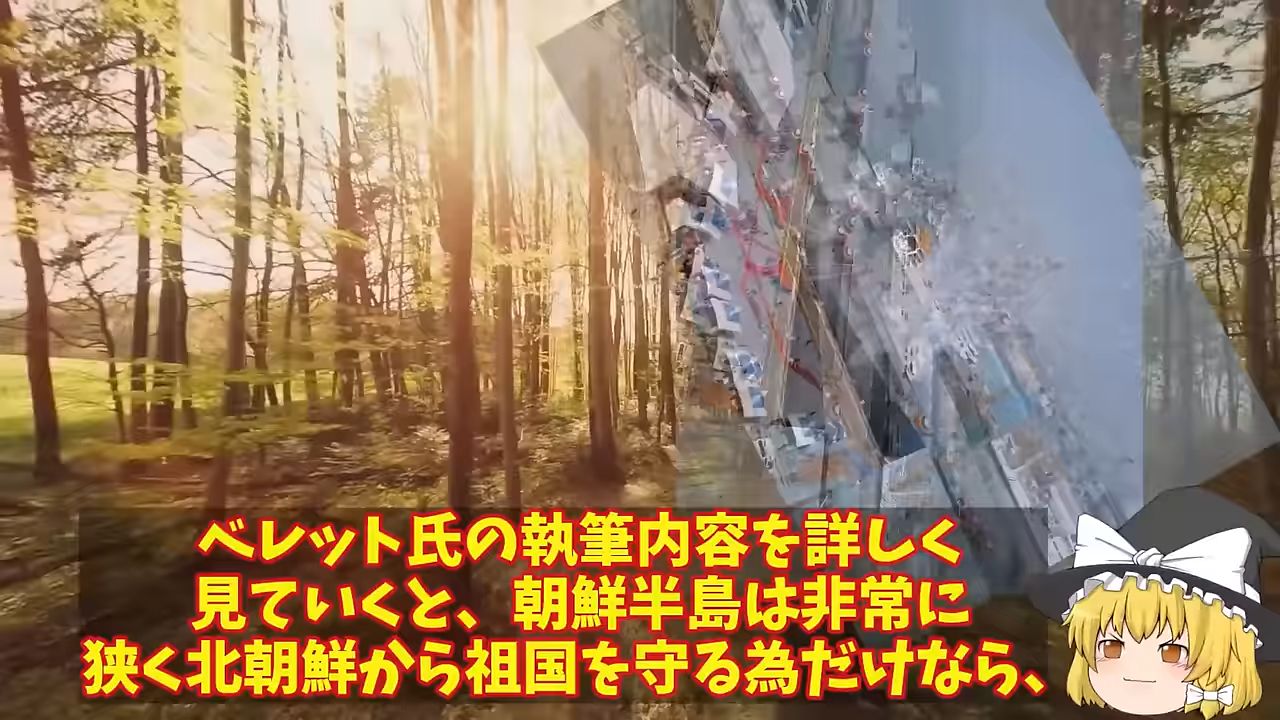 ベレット氏の執筆内容を詳しく
見ていくと、朝鮮半島は非常に
狭く北朝鮮から祖国を守る為だけなら、